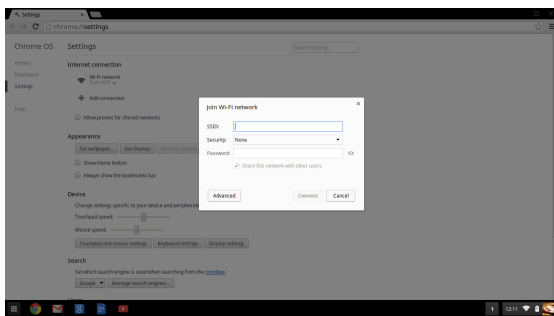 Settings
chrome://settings
Chrome OS
Settings
Search settings
History
Extensions
Settings
Help
Internet connection
Wi-Fi network
Add connection
Allow proxies for shared networks
Appearance
Set wallpaper...
Get themes
Reset to default
Show Home button
Always show the bookmarks bar
Device
Change settings specific to your device and peripherals
Touchpad speed:
Mouse speed:
Touchpad and mouse settings
Keyboard settings
Display settings
Search
Set which search engine is used when searching from the omnibox.
Google
Manage search engines...
Join Wi-Fi network
SSID:
Security:
None
Password:
Share this network with other users
Advanced
Connect
Cancel
1
12:11